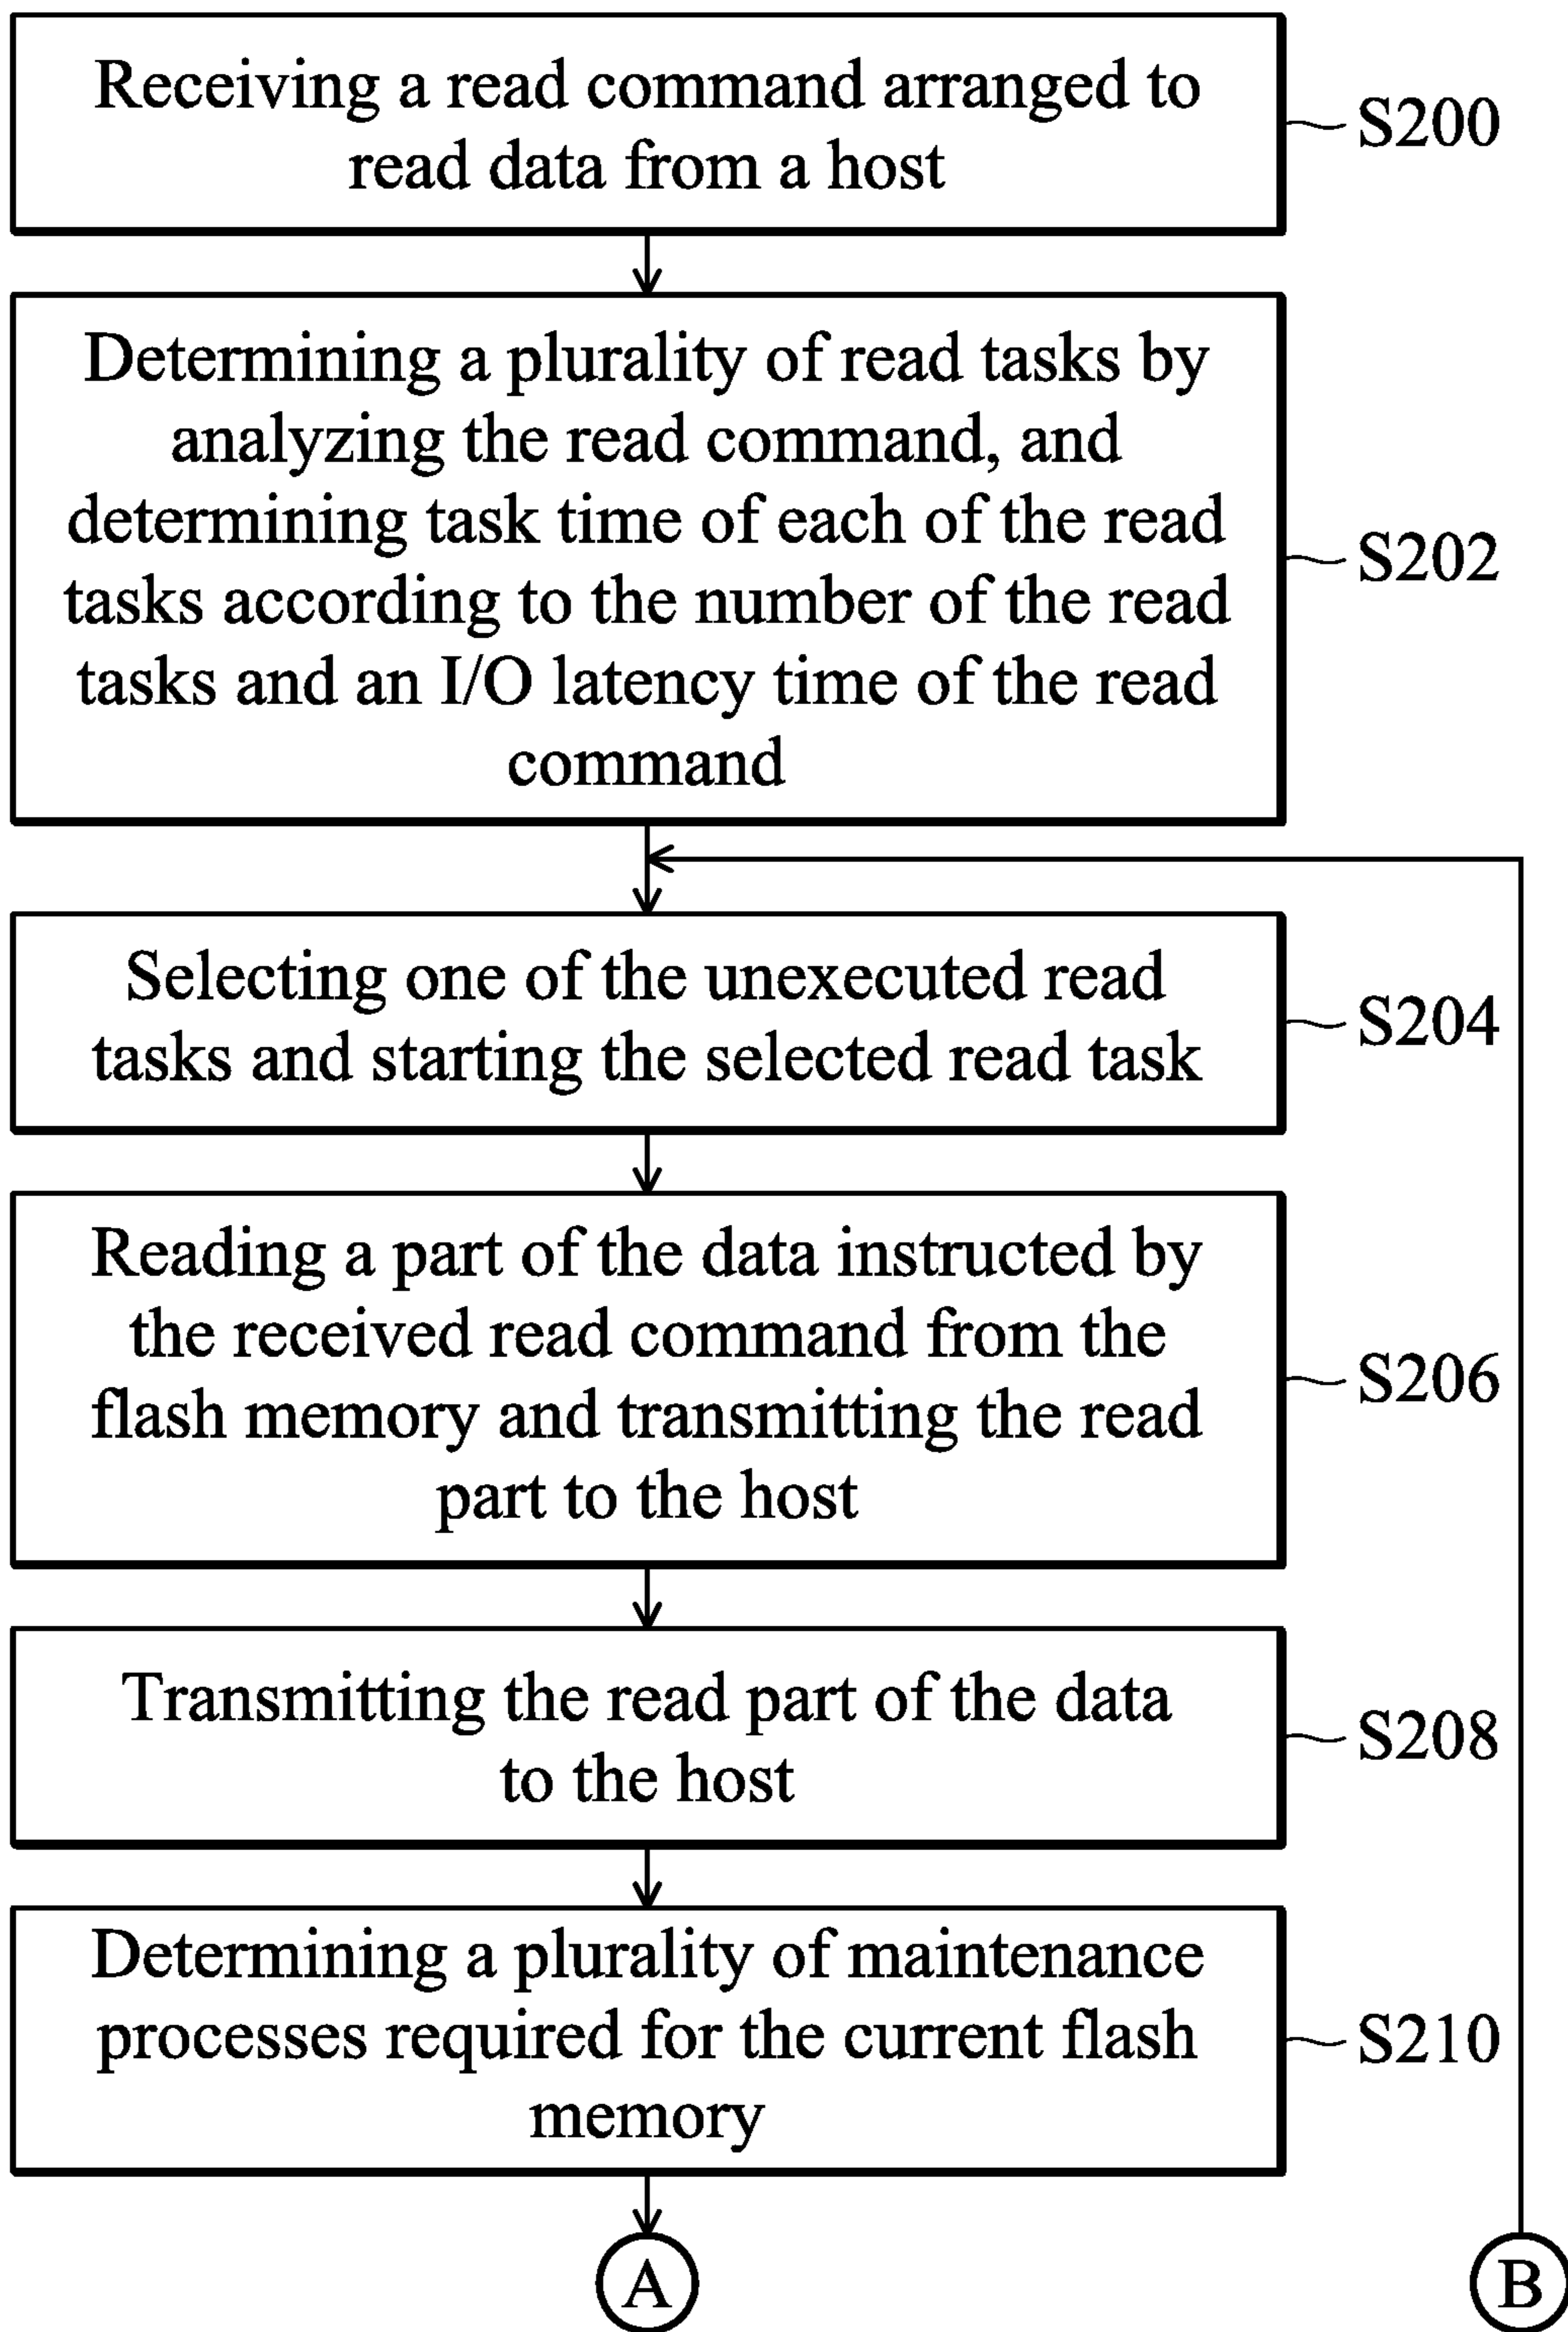 Receiving a read command arranged to
read data from a host
S200
Determining a plurality of read tasks by
analyzing the read command, and
determining task time of each of the read
tasks according to the number of the read
tasks and an I/O latency time of the read
command
S202
Selecting one of the unexecuted read
tasks and starting the selected read task
S204
Reading a part of the data instructed by
the received read command from the
flash memory and transmitting the read
part to the host
S206
Transmitting the read part of the data
to the host
S208
Determining a plurality of maintenance
processes required for the current flash
memory
S210
A
B